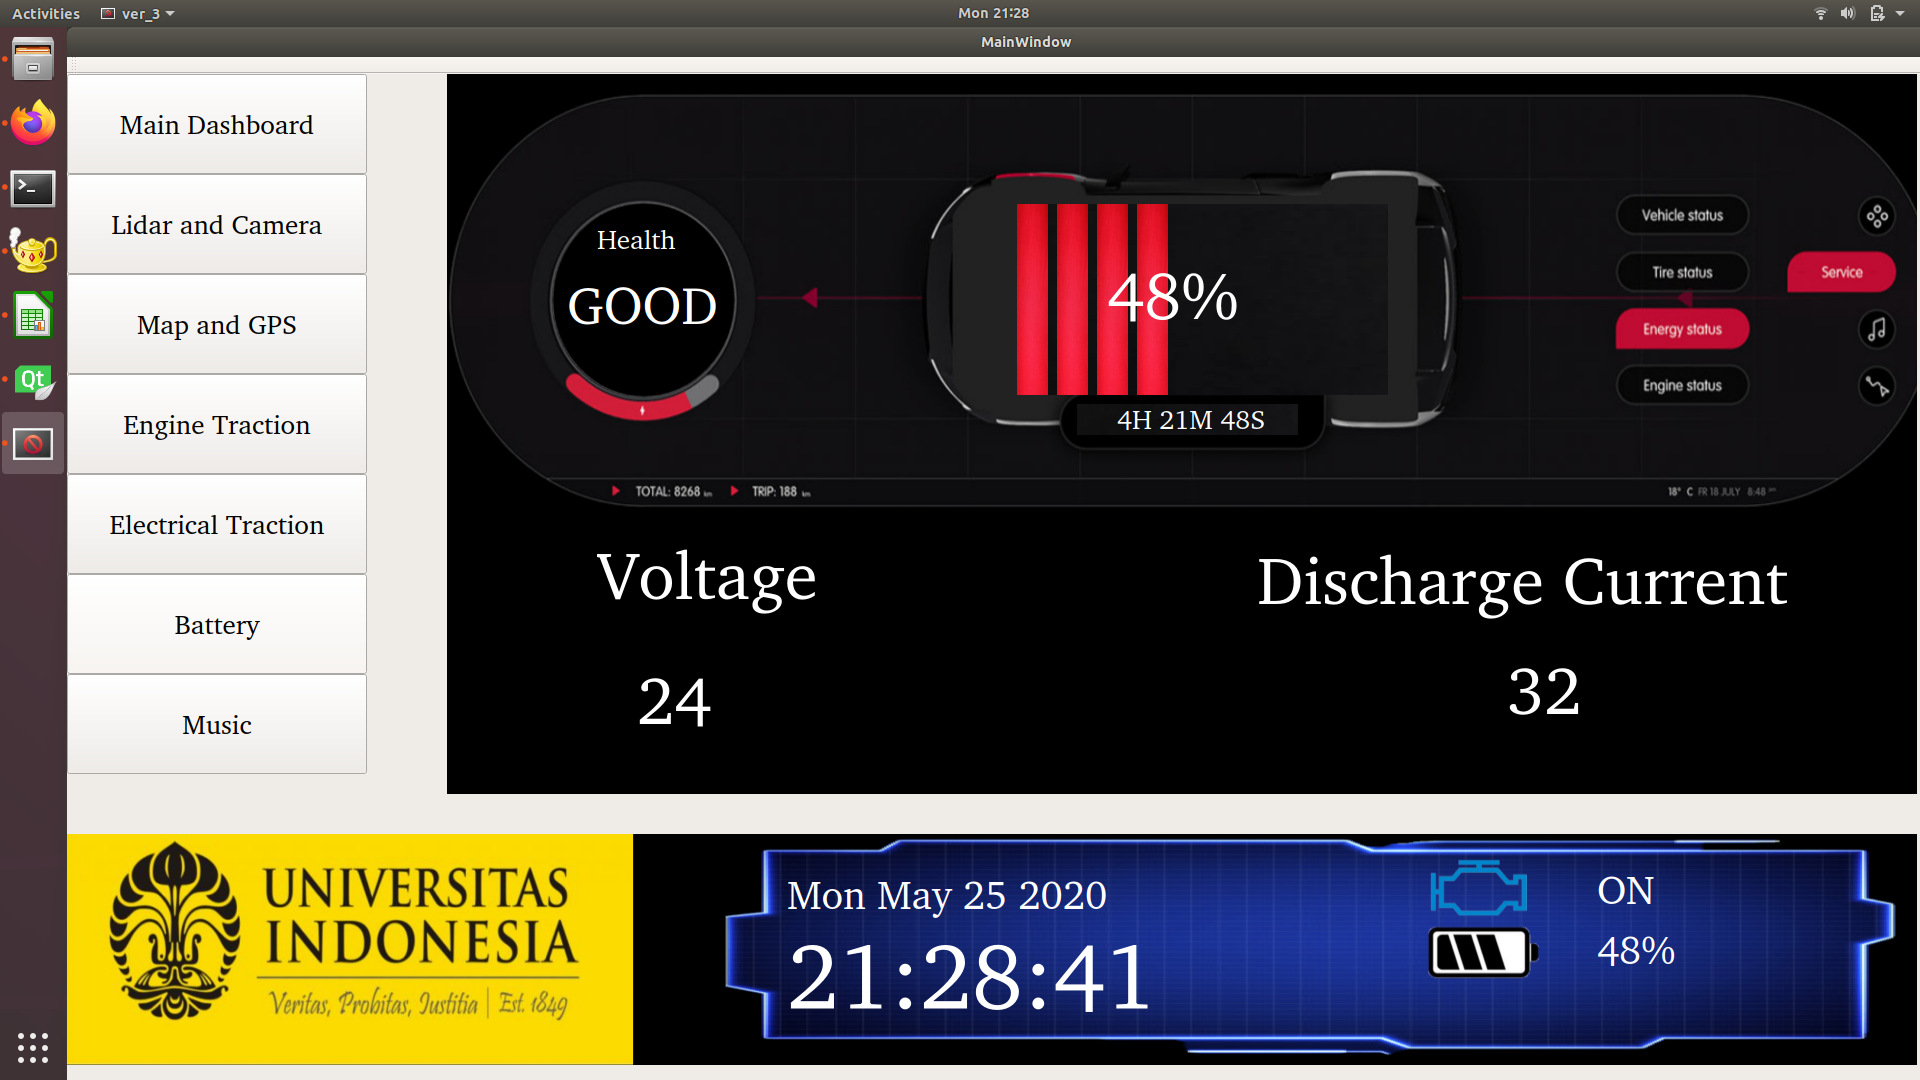 Activities ver_3 Mon 21:28
MainWindow
Main Dashboard
Lidar and Camera
Map and GPS
Engine Traction
Electrical Traction
Battery
Music
Health
GOOD
48%
4H 21M 48S
Vehicle status
Tire status
Service
Energy status
Engine status
TOTAL: 8268 km TRIP: 188 km
18° C FR 18 JULY 8:48
Voltage
Discharge Current
24
32
UNIVERSITAS
INDONESIA
Veritas, Probitas, Justitia | Est. 1849
Mon May 25 2020
21:28:41
ON
48%
Qt